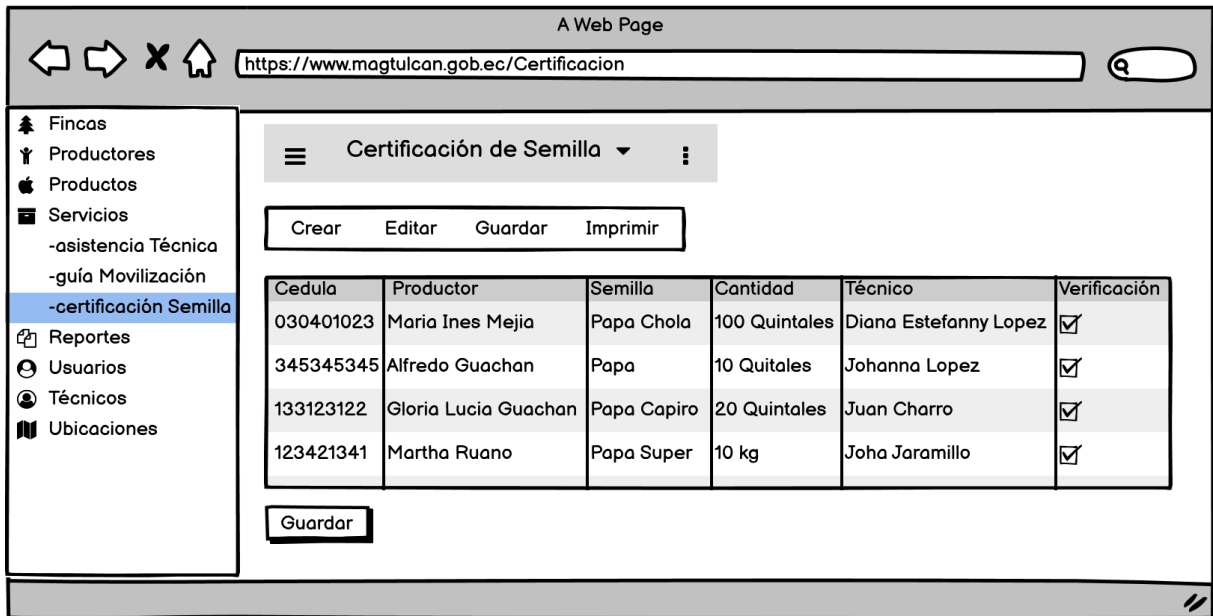 A Web Page
https://www.magtulcan.gob.ec/Certificacion
Fincas
Productores
Productos
Servicios
-asistencia Técnica
-guía Movilización
-certificación Semilla
Reportes
Usuarios
Técnicos
Ubicaciones
Certificación de Semilla
Crear Editar Guardar Imprimir
Cedula Productor Semilla Cantidad Técnico Verificación
030401023 Maria Ines Mejia Papa Chola 100 Quintales Diana Estefanny Lopez
345345345 Alfredo Guachan Papa 10 Quitales Johanna Lopez
133123122 Gloria Lucia Guachan Papa Capiro 20 Quintales Juan Charro
123421341 Martha Ruano Papa Super 10 kg Joha Jaramillo
Guardar